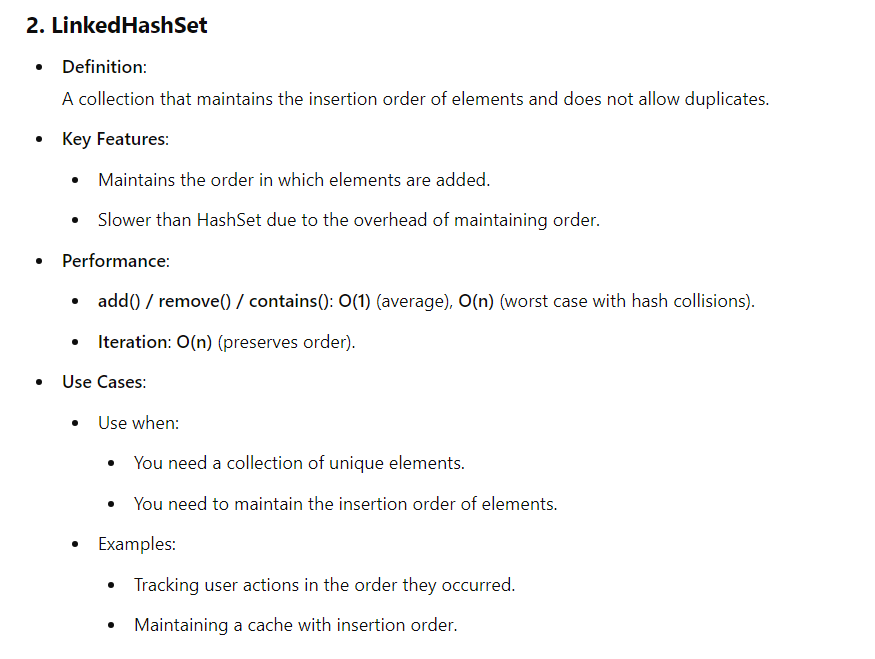 2. LinkedHashSet
Definition:
A collection that maintains the insertion order of elements and does not allow duplicates.
Key Features:
Maintains the order in which elements are added.
Slower than HashSet due to the overhead of maintaining order.
Performance:
add() / remove() / contains(): O(1) (average), O(n) (worst case with hash collisions).
Iteration: O(n) (preserves order).
Use Cases:
Use when:
You need a collection of unique elements.
You need to maintain the insertion order of elements.
Examples:
Tracking user actions in the order they occurred.
Maintaining a cache with insertion order.